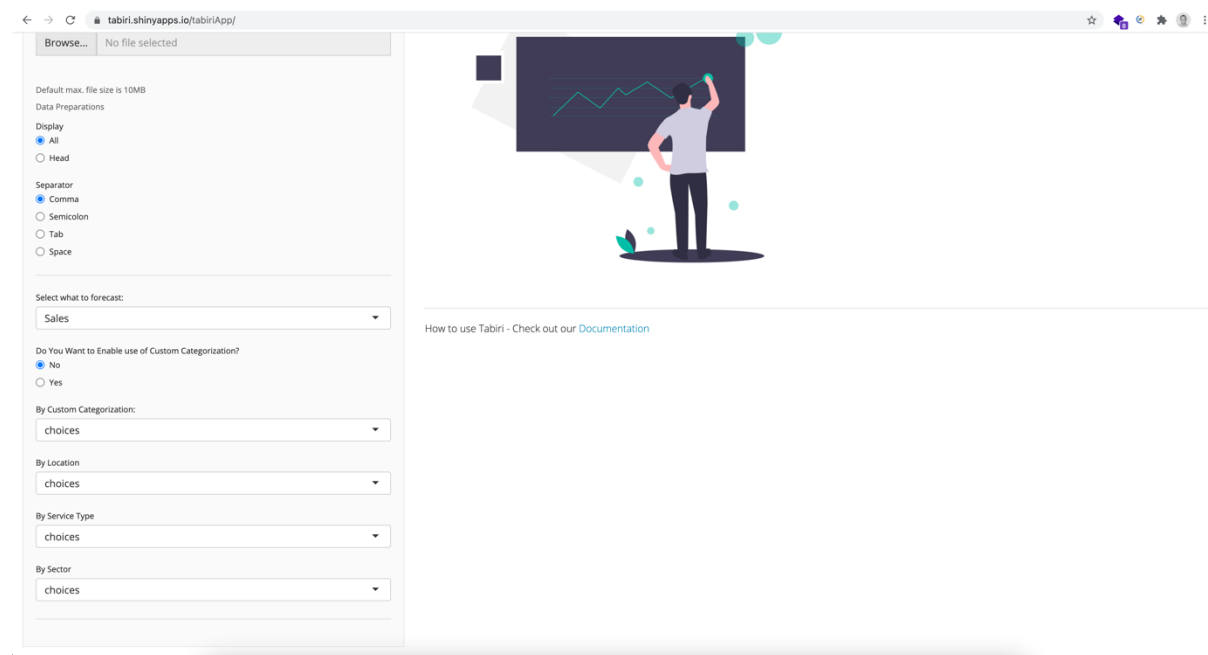 tabiri.shinyapps.io/tabiriApp/
Browse... No file selected
Default max. file size is 10MB
Data Preparations
Display
All
Head
Separator
Comma
Semicolon
Tab
Space
Select what to forecast:
Sales
Do You Want to Enable use of Custom Categorization?
No
Yes
By Custom Categorization:
choices
By Location
choices
By Service Type
choices
By Sector
choices
How to use Tabiri - Check out our Documentation